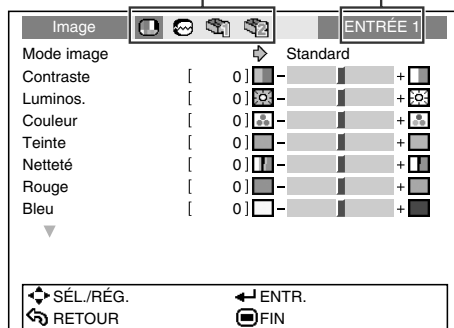 Image ENTRÉE 1
Mode image Standard
Contraste [ 0 ] − +
Luminos. [ 0 ] − +
Couleur [ 0 ] − +
Teinte [ 0 ] − +
Netteté [ 0 ] − +
Rouge [ 0 ] − +
Bleu [ 0 ] − +
SÉL./RÉG. ENTR.
RETOUR FIN